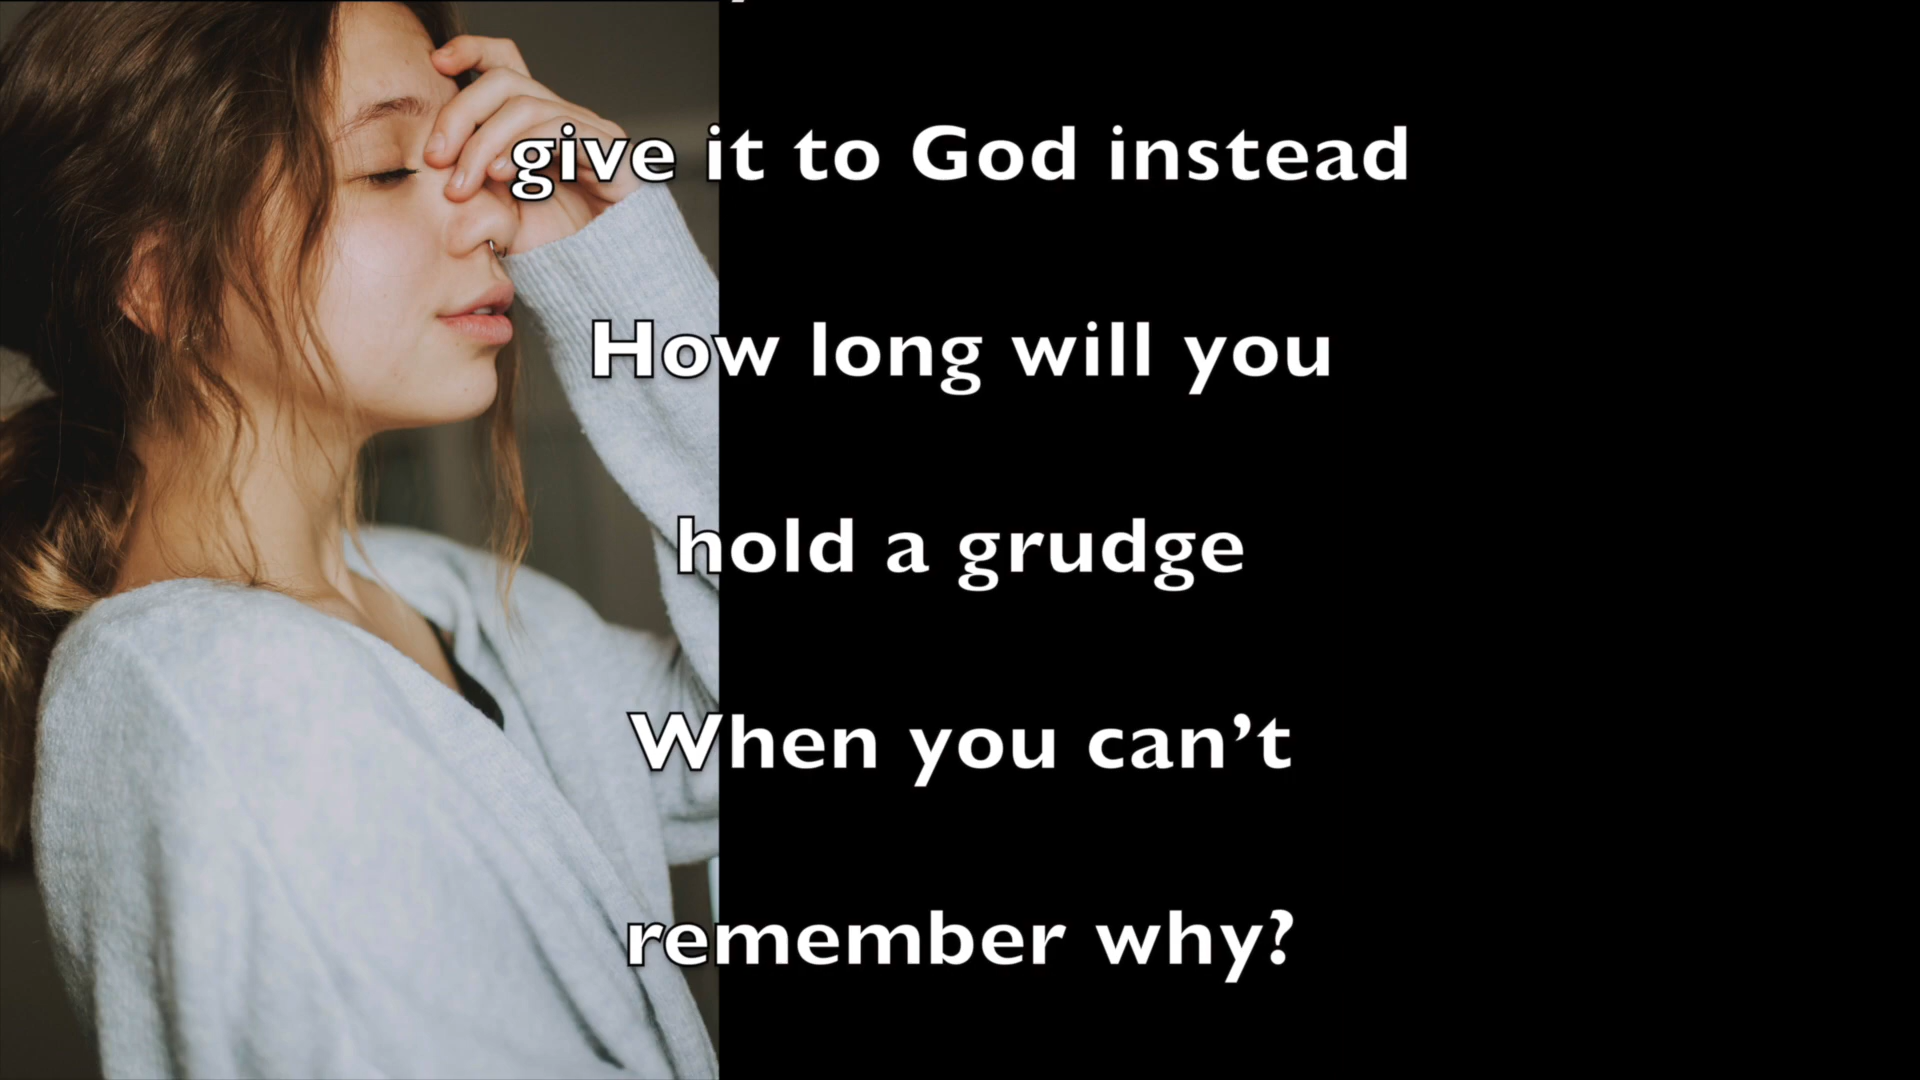 give it to God instead
How long will you
hold a grudge
When you can’t
remember why?